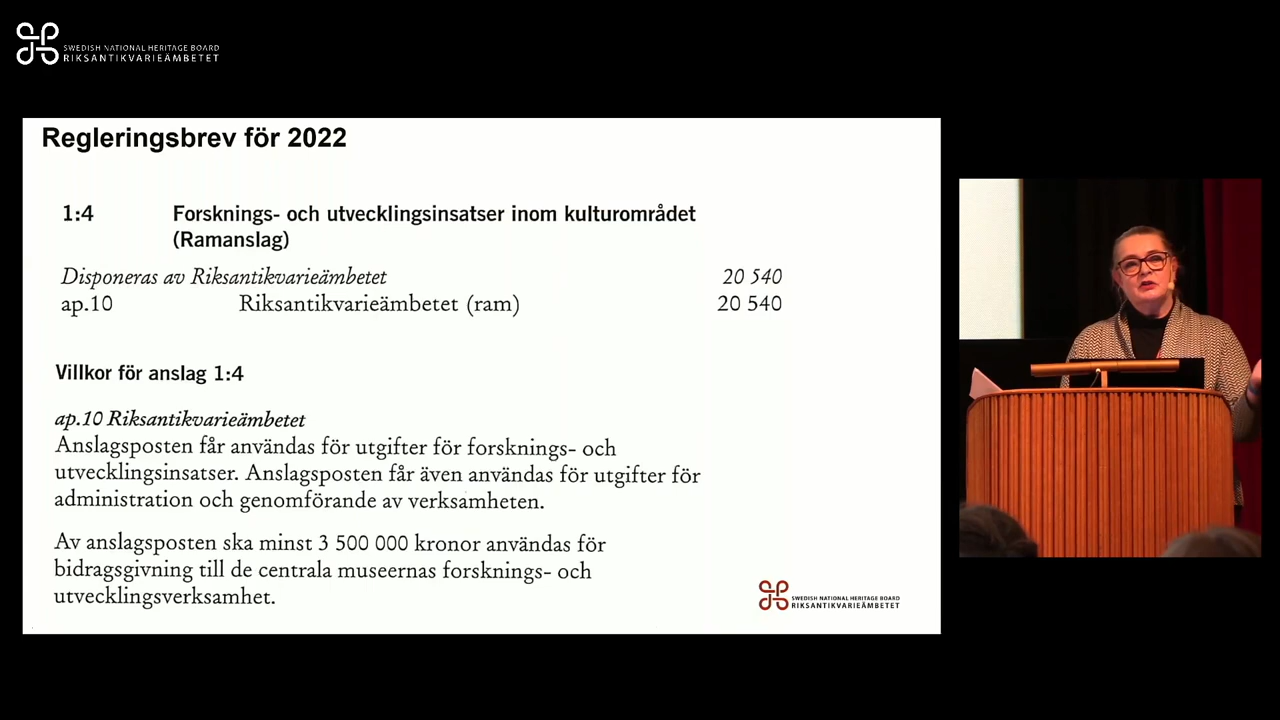 SWEDISH NATIONAL HERITAGE BOARD
RIKSANTIKVARIEÄMBETET
Regleringsbrev för 2022
1:4 Forsknings- och utvecklingsinsatser inom kulturområdet
(Ramanslag)
Disponeras av Riksantikvarieämbetet 20 540
ap.10 Riksantikvarieämbetet (ram) 20 540
Villkor för anslag 1:4
ap.10 Riksantikvarieämbetet
Anslagsposten får användas för utgifter för forsknings- och
utvecklingsinsatser. Anslagsposten får även användas för utgifter för
administration och genomförande av verksamheten.
Av anslagsposten ska minst 3 500 000 kronor användas för
bidragsgivning till de centrala museernas forsknings- och
utvecklingsverksamhet.
SWEDISH NATIONAL HERITAGE BOARD
RIKSANTIKVARIEÄMBETET